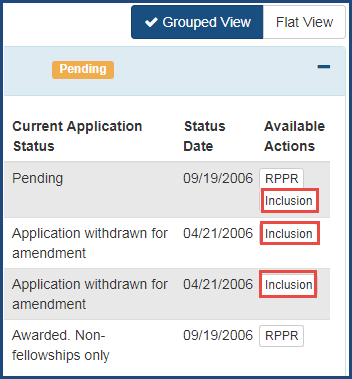 Grouped View Flat View
Pending
Current Application Status Date Available
Status Date Actions
Pending 09/19/2006 RPPR
Inclusion
Application withdrawn for 04/21/2006 Inclusion
amendment
Application withdrawn for 04/21/2006 Inclusion
amendment
Awarded. Non- 09/19/2006 RPPR
fellowships only